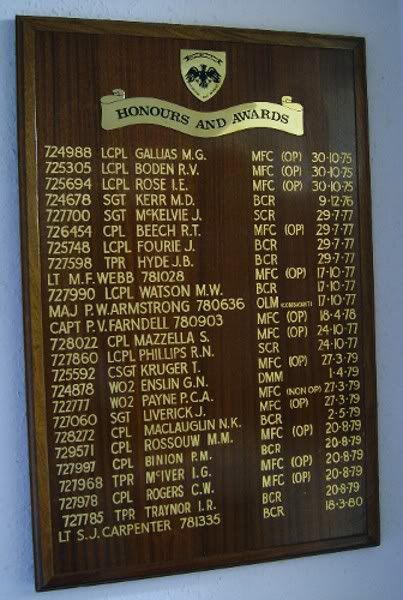 HONOURS AND AWARDS
724988 LCPL GALLIAS M.G. MFC (OP) 30-10-75
725305 LCPL BODEN R.V. MFC (OP) 30-10-75
725694 LCPL ROSE I.E. MFC (OP) 30-10-75
724678 SGT KERR M.D. BCR 9-12-76
727700 SGT McKELVIE J. SCR 29-7-77
726454 CPL BEECH R.T. MFC (OP) 29-7-77
725748 LCPL FOURIE J. BCR 29-7-77
727598 TPR HYDE J.B. BCR 29-7-77
LT M.F. WEBB 781028 MFC (OP) 17-10-77
727990 LCPL WATSON M.W. BCR 17-10-77
MAJ P.W. ARMSTRONG 780636 OLM 17-10-77
CAPT P.V. FARNDELL 780903 MFC (OP) 18-4-78
728022 CPL MAZZELLA S. MFC (OP) 24-10-77
727860 LCPL PHILLIPS R.N. SCR 24-10-77
725592 CSGT KRUGER T. MFC (OP) 27-3-79
724878 WO2 ENSLIN G.N. DMM 1-4-79
722777 WO2 PAYNE P.C.A. MFC (NON OP) 27-3-79
727060 SGT LIVERICK J. MFC (OP) 27-3-79
728272 CPL MACLAUGLIN N.K. BCR 2-5-79
729571 CPL ROSSOUW M.M. MFC (OP) 20-8-79
727997 CPL BINION P.M. BCR 20-8-79
727968 TPR McIVER I.G. MFC (OP) 20-8-79
727978 CPL ROGERS C.W. MFC (OP) 20-8-79
727785 TPR TRAYNOR I.R. BCR 20-8-79
LT S.J. CARPENTER 781335 BCR 18-3-80